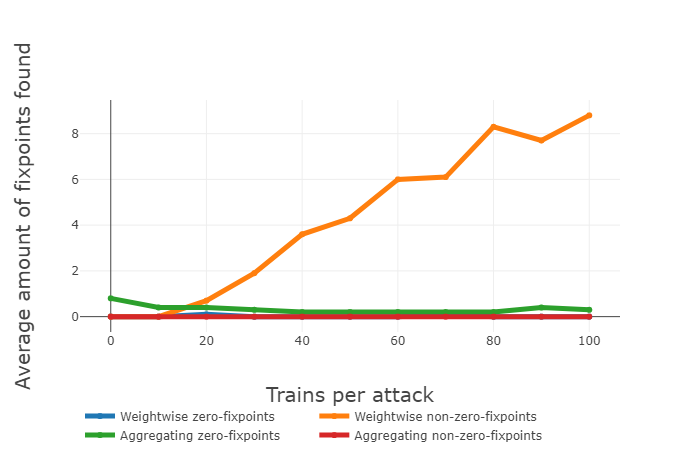 Average amount of fixpoints found
8
6
4
2
0
0 20 40 60 80 100
Trains per attack
Weightwise zero-fixpoints Weightwise non-zero-fixpoints
Aggregating zero-fixpoints Aggregating non-zero-fixpoints